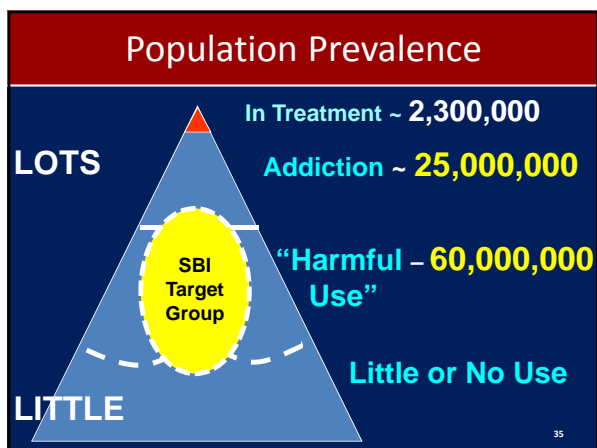 Population Prevalence
In Treatment ~ 2,300,000
LOTS
Addiction ~ 25,000,000
SBI
Target
Group
“Harmful – 60,000,000
Use”
Little or No Use
LITTLE
35